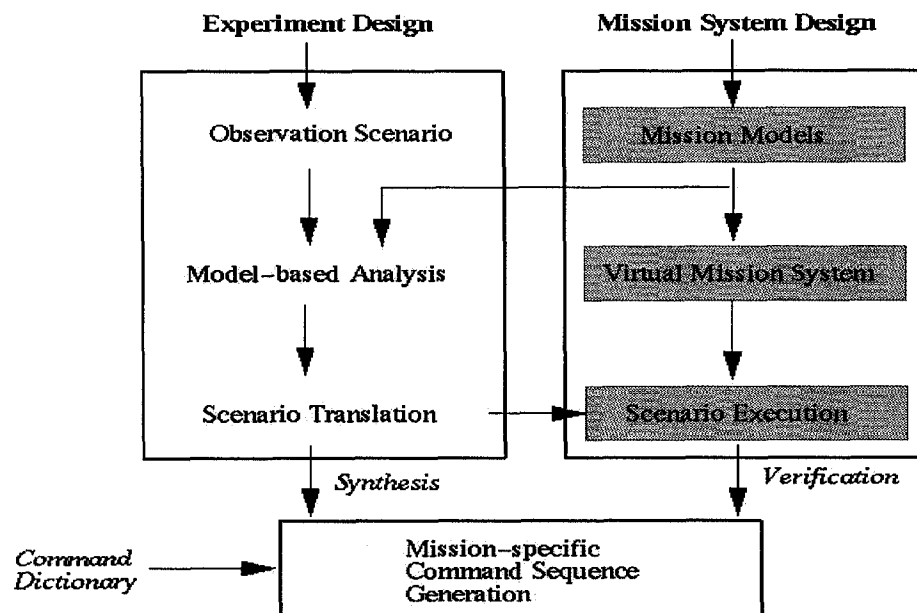 Experiment Design
Mission System Design
Observation Scenario
Mission Models
Model-based Analysis
Virtual Mission System
Scenario Translation
Scenario Execution
Synthesis
Verification
Command
Dictionary
Mission-specific
Command Sequence
Generation